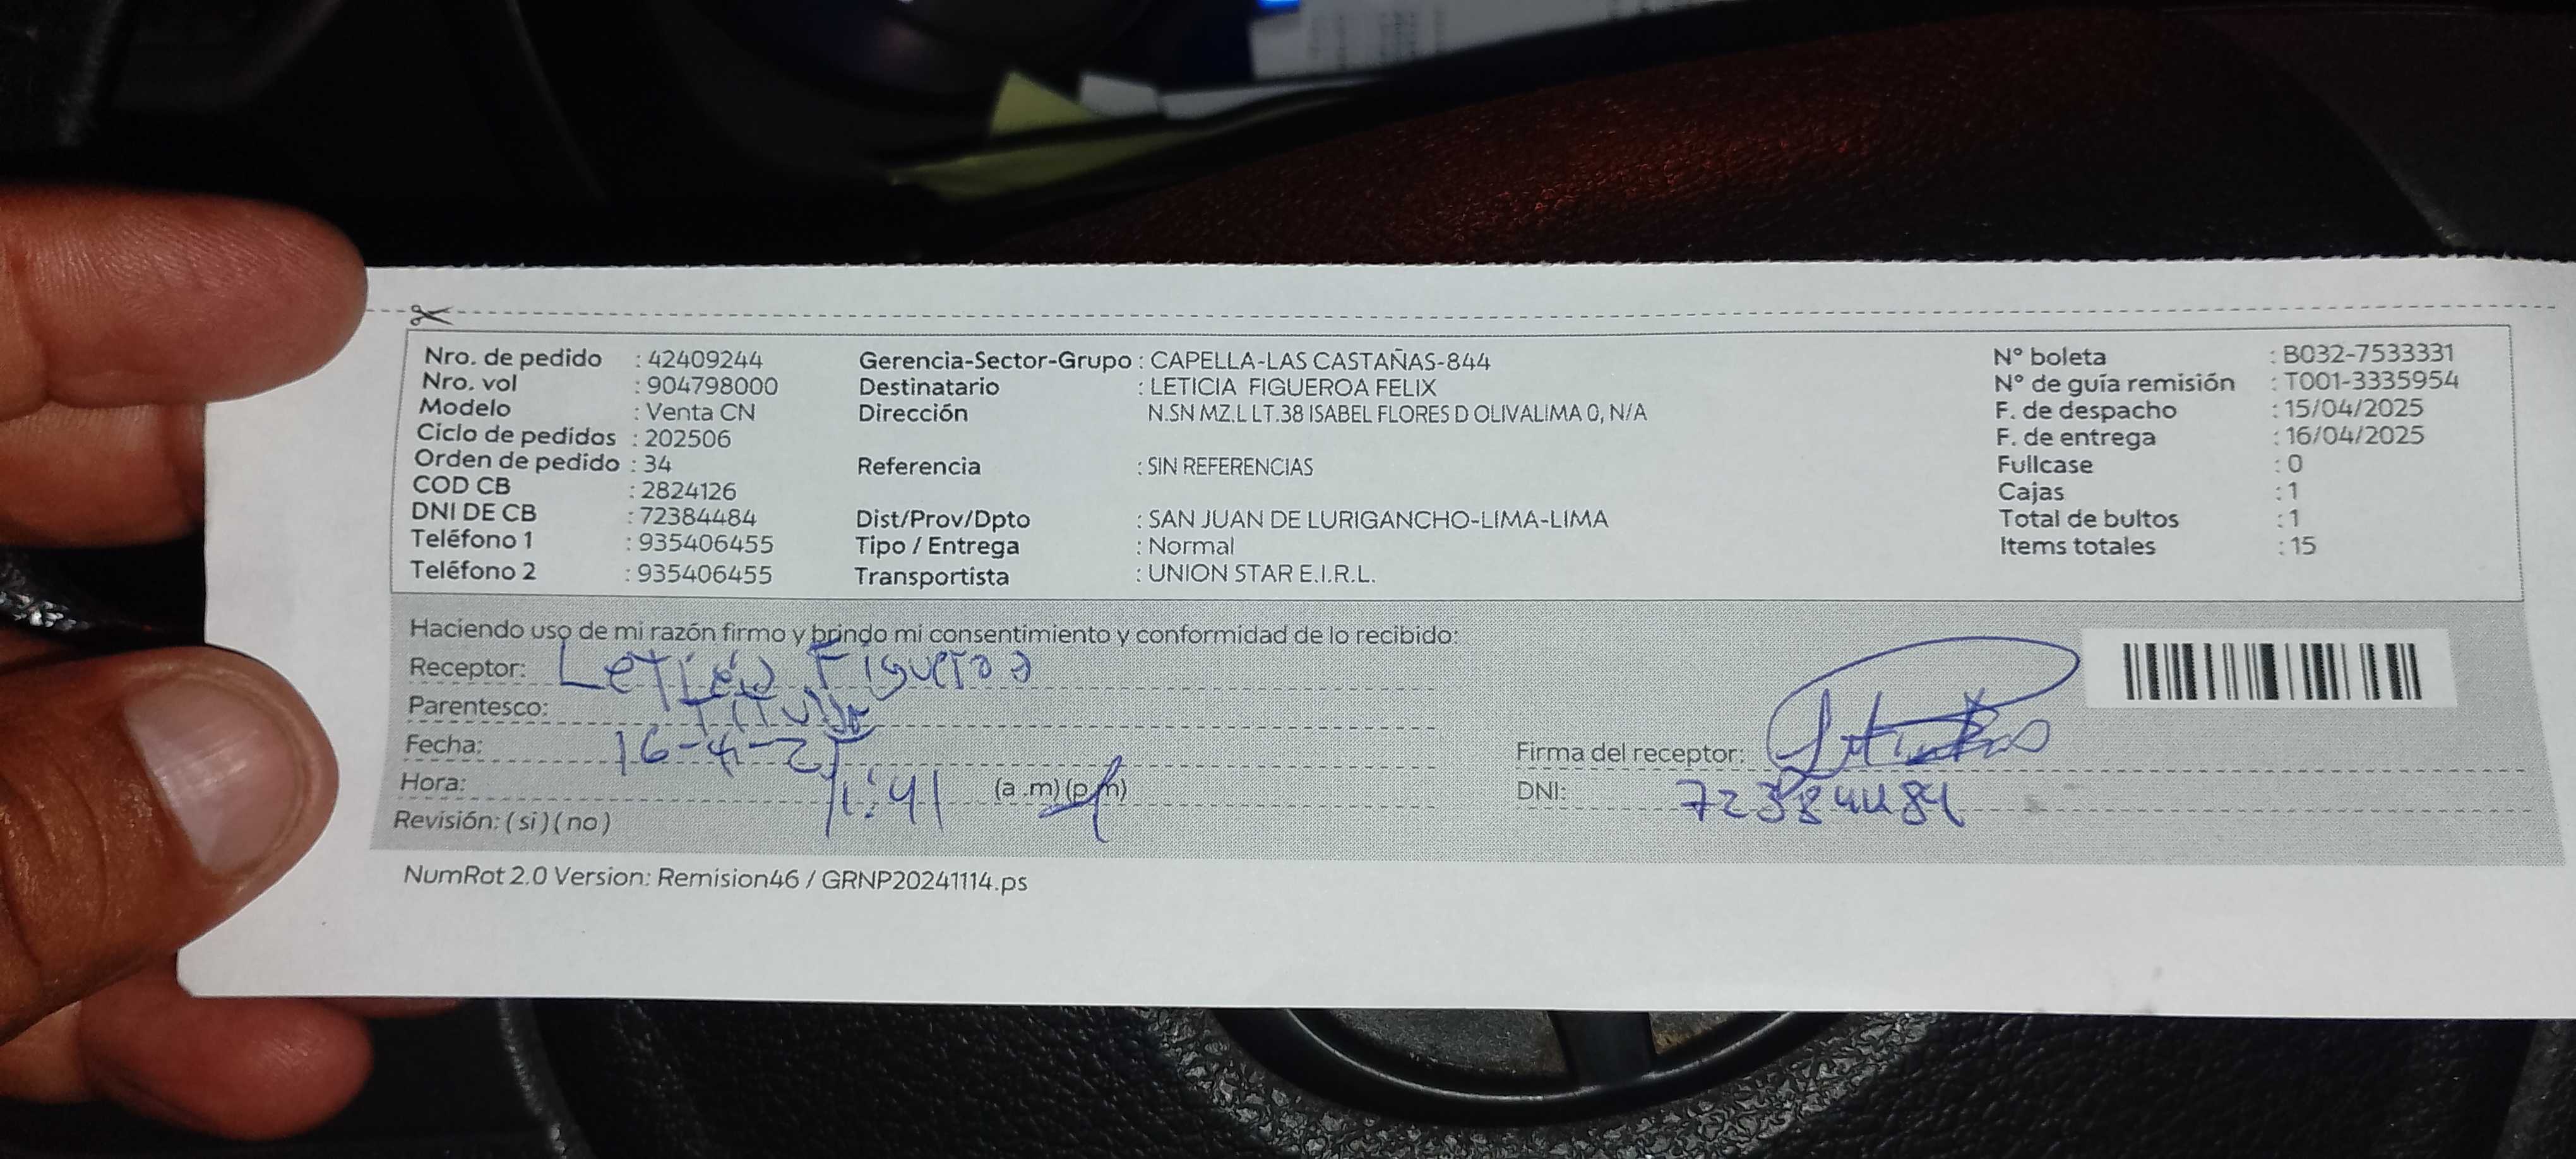 Nro. de pedido : 42409244 Gerencia-Sector-Grupo : CAPELLA-LAS CASTAÑAS-844 N° boleta : B032-7533331
Nro. vol : 904798000 Destinatario : LETICIA FIGUEROA FELIX N° de guía remisión : T001-3335954
Modelo : Venta CN Dirección N.SN MZ.L LT.38 ISABEL FLORES D OLIVALIMA 0, N/A F. de despacho : 15/04/2025
Ciclo de pedidos : 202506 F. de entrega : 16/04/2025
Orden de pedido : 34 Referencia : SIN REFERENCIAS Fullcase : 0
COD CB : 2824126 Cajas : 1
DNI DE CB : 72384484 Dist/Prov/Dpto : SAN JUAN DE LURIGANCHO-LIMA-LIMA Total de bultos : 1
Teléfono 1 : 935406455 Tipo / Entrega : Normal Items totales : 15
Teléfono 2 : 935406455 Transportista : UNION STAR E.I.R.L.
Haciendo uso de mi razón firmo y brindo mi consentimiento y conformidad de lo recibido:
Receptor: Leticia Figueroa
Parentesco: Titular
Fecha: 16-4-25 Firma del receptor:
Hora: 1:41 (a .m) (p.m) DNI: 72384484
Revisión: ( si ) ( no )
NumRot 2.0 Version: Remision46 / GRNP20241114.ps